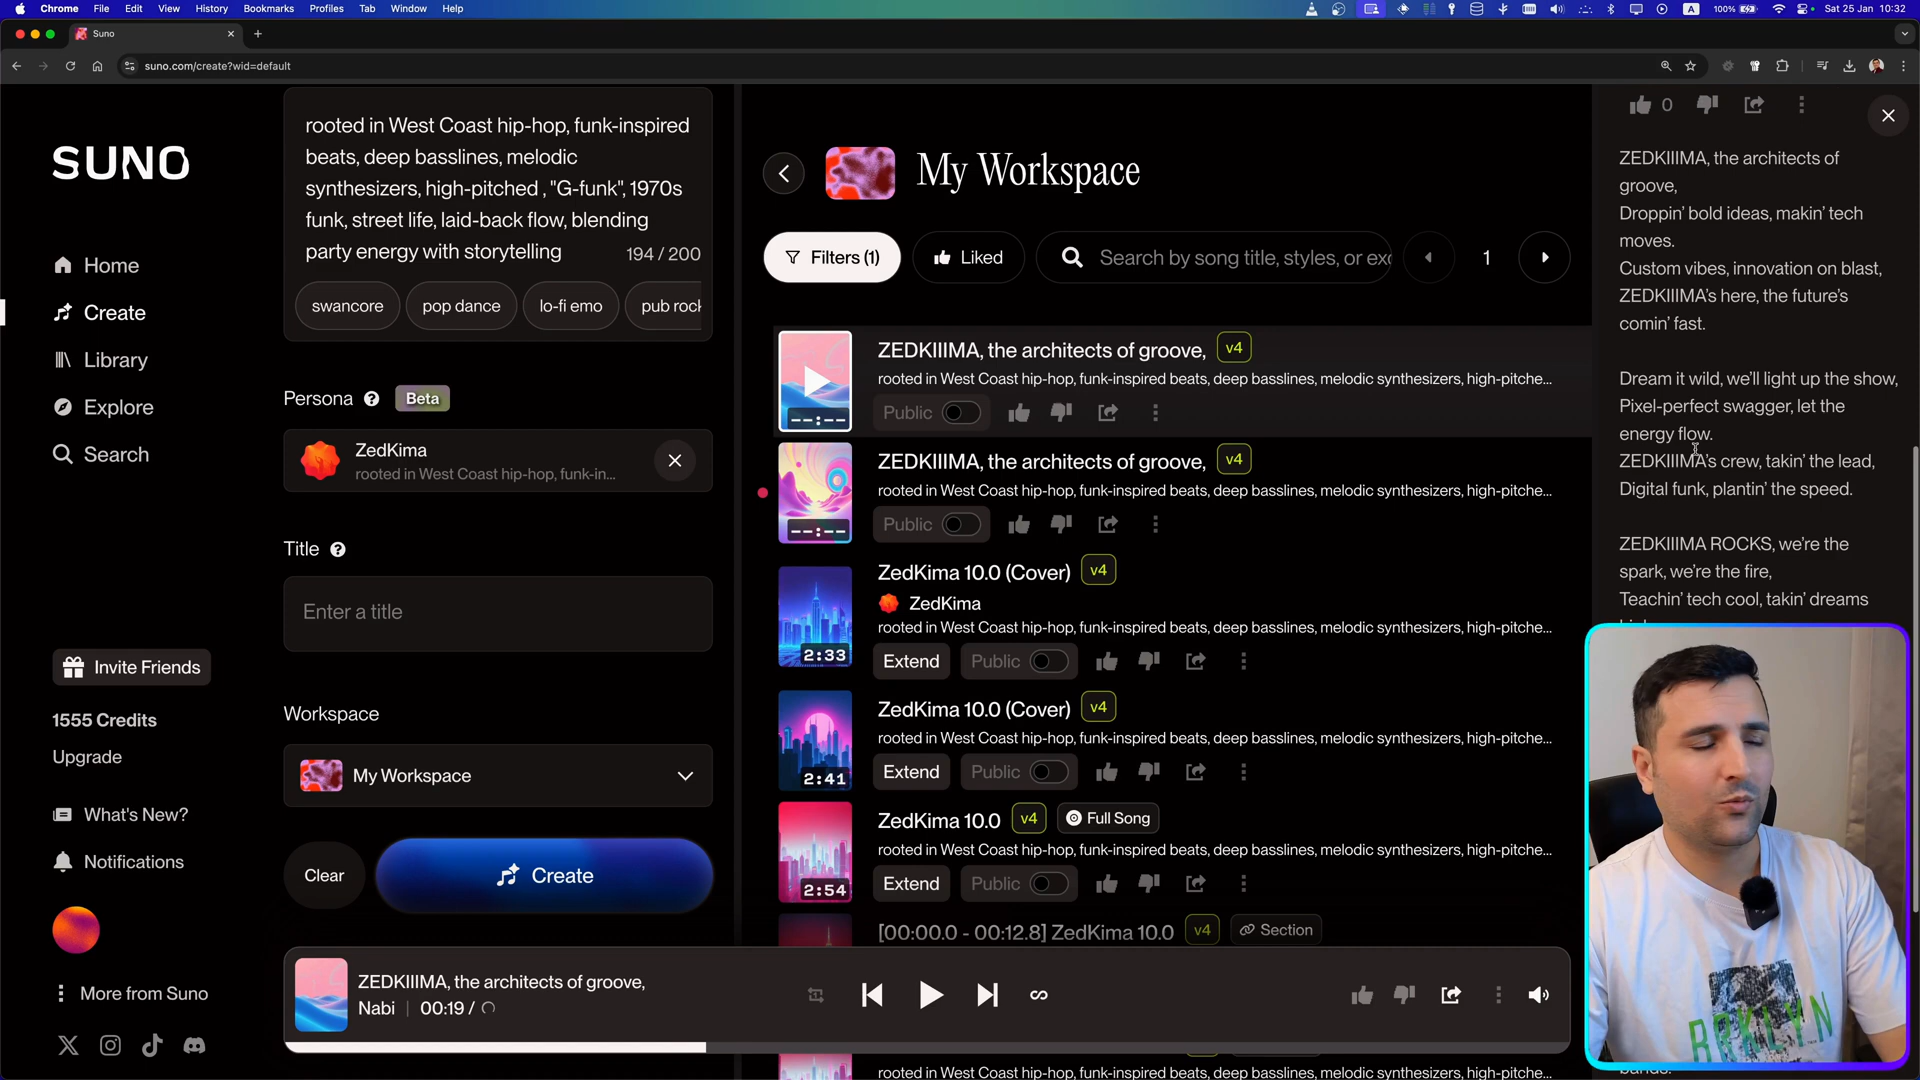 Chrome File Edit View History Bookmarks Profiles Tab Window Help
A 100% Sat 25 Jan 10:32
Suno
suno.com/create?wid=default
SUNO
Home
Create
Library
Explore
Search
Invite Friends
1555 Credits
Upgrade
What's New?
Notifications
More from Suno
rooted in West Coast hip-hop, funk-inspired
beats, deep basslines, melodic
synthesizers, high-pitched , "G-funk", 1970s
funk, street life, laid-back flow, blending
party energy with storytelling
194 / 200
swancore pop dance lo-fi emo pub rock
Persona ? Beta
ZedKima
rooted in West Coast hip-hop, funk-in...
Title ?
Enter a title
Workspace
My Workspace
Clear
Create
My Workspace
Filters (1) Liked Search by song title, styles, or exc 1
ZEDKIIIMA, the architects of groove, v4
rooted in West Coast hip-hop, funk-inspired beats, deep basslines, melodic synthesizers, high-pitche...
--:--
Public
ZEDKIIIMA, the architects of groove, v4
rooted in West Coast hip-hop, funk-inspired beats, deep basslines, melodic synthesizers, high-pitche...
--:--
Public
ZedKima 10.0 (Cover) v4
ZedKima
rooted in West Coast hip-hop, funk-inspired beats, deep basslines, melodic synthesizers, high-pitche...
2:33
Extend Public
ZedKima 10.0 (Cover) v4
rooted in West Coast hip-hop, funk-inspired beats, deep basslines, melodic synthesizers, high-pitche...
2:41
Extend Public
ZedKima 10.0 v4 Full Song
rooted in West Coast hip-hop, funk-inspired beats, deep basslines, melodic synthesizers, high-pitche...
2:54
Extend Public
[00:00.0 - 00:12.8] ZedKima 10.0 v4 Section
ZEDKIIIMA, the architects of groove,
Nabi | 00:19 /
rooted in West Coast hip-hop, funk-inspired beats, deep basslines, melodic synthesizers, high-pitche...
0
ZEDKIIIMA, the architects of
groove,
Droppin’ bold ideas, makin’ tech
moves.
Custom vibes, innovation on blast,
ZEDKIIIMA’s here, the future’s
comin’ fast.
Dream it wild, we’ll light up the show,
Pixel-perfect swagger, let the
energy flow.
ZEDKIIIMA’s crew, takin’ the lead,
Digital funk, plantin’ the speed.
ZEDKIIIMA ROCKS, we’re the
spark, we’re the fire,
Teachin’ tech cool, takin’ dreams
BRKLYN